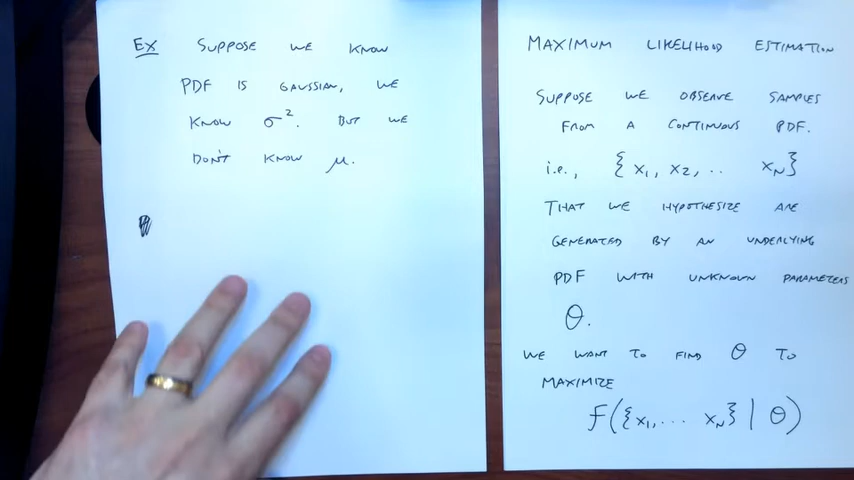 Ex SUPPOSE WE KNOW
PDF IS GAUSSIAN, WE
KNOW σ². BUT WE
DON'T KNOW μ.
MAXIMUM LIKELIHOOD ESTIMATION
SUPPOSE WE OBSERVE SAMPLES
FROM A CONTINUOUS PDF.
i.e., {x₁, x₂, .. x_N}
THAT WE HYPOTHESIZE ARE
GENERATED BY AN UNDERLYING
PDF WITH UNKNOWN PARAMETERS
θ.
WE WANT TO FIND θ TO
MAXIMIZE
f({x₁, ... x_N} | θ)